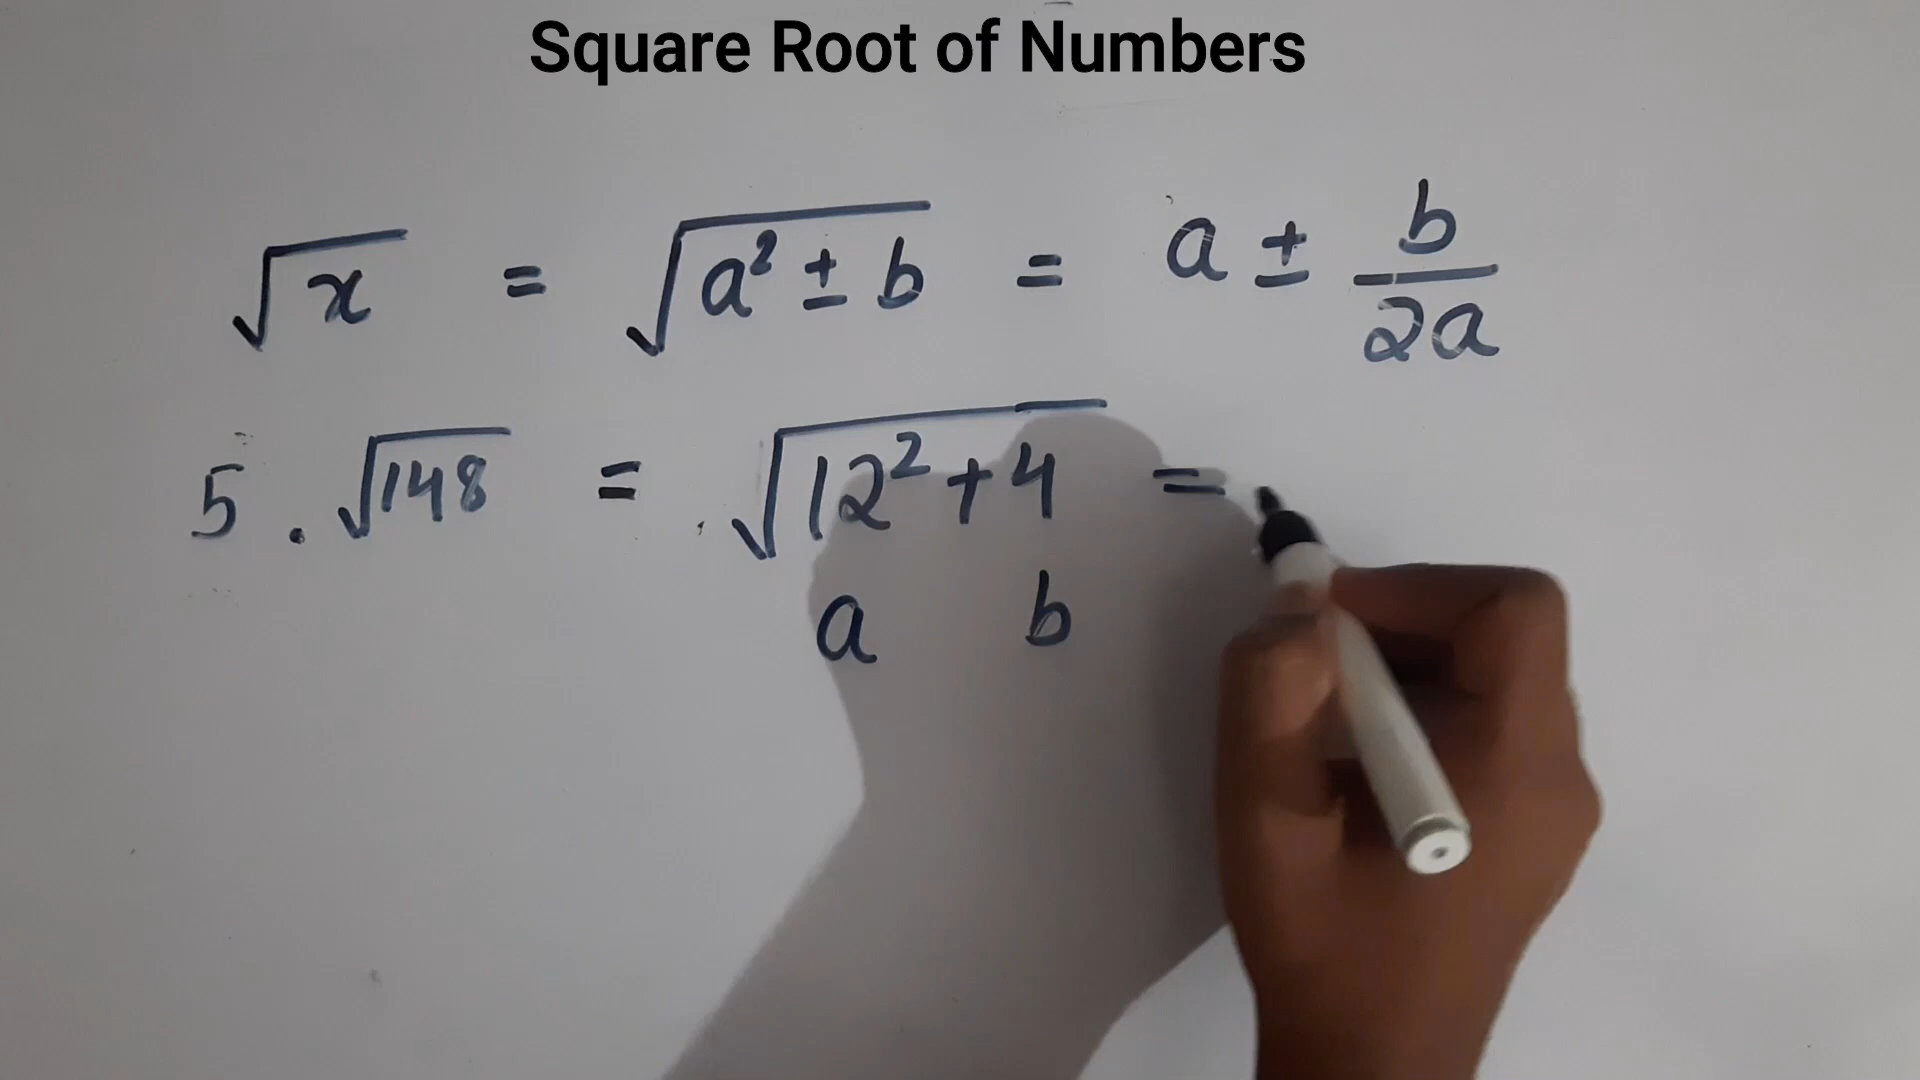 Square Root of Numbers
√x = √(a² ± b) = a ± b/2a
5. √148 = √(12² + 4) =
a b